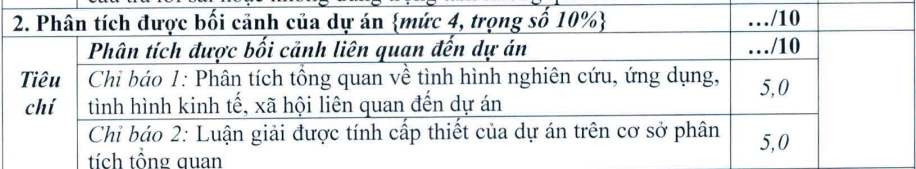 2. Phân tích được bối cảnh của dự án {mức 4, trọng số 10%} .../10
Phân tích được bối cảnh liên quan đến dự án .../10
Tiêu chí
Chỉ báo 1: Phân tích tổng quan về tình hình nghiên cứu, ứng dụng,
tình hình kinh tế, xã hội liên quan đến dự án
5,0
Chỉ báo 2: Luận giải được tính cấp thiết của dự án trên cơ sở phân
tích tổng quan
5,0